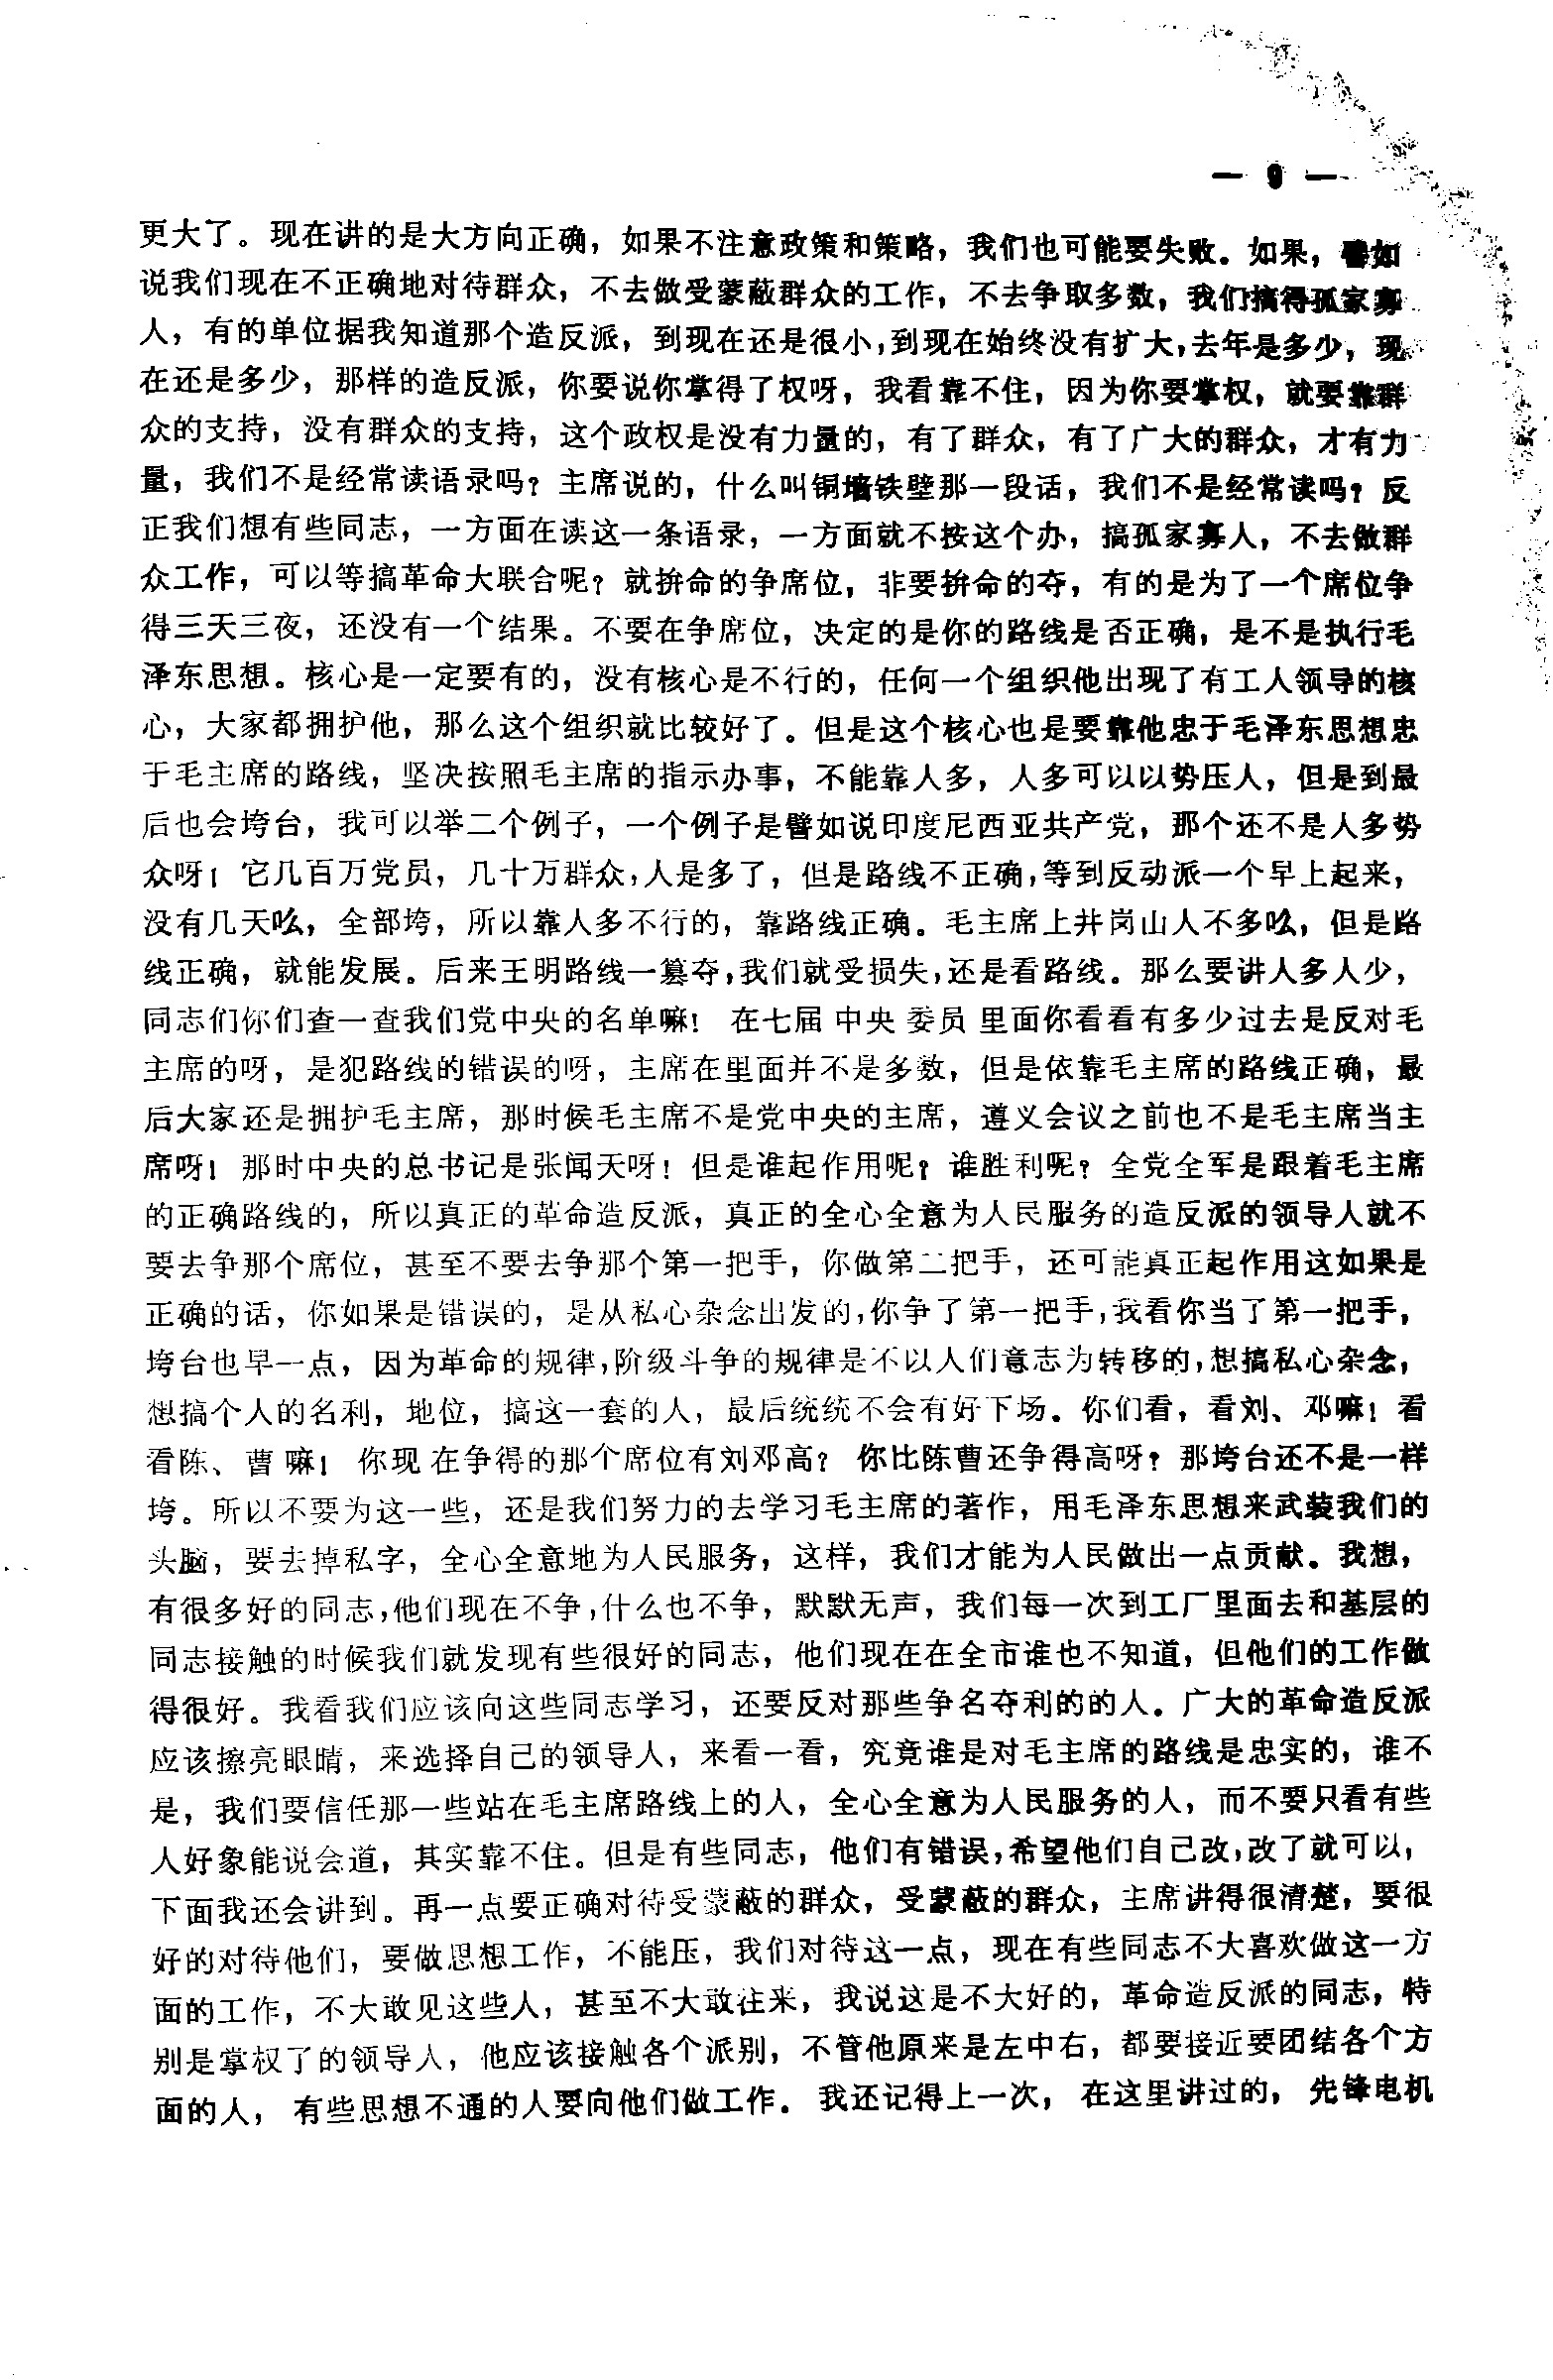 — 9 —
更大了。现在讲的是大方向正确，如果不注意政策和策略，我们也可能要失败。如果，譬如
说我们现在不正确地对待群众，不去做受蒙蔽群众的工作，不去争取多数，我们搞得孤家寡
人，有的单位据我知道那个造反派，到现在还是很小，到现在始终没有扩大，去年是多少，现
在还是多少，那样的造反派，你要说你掌得了权呀，我看靠不住，因为你要掌权，就要靠群
众的支持，没有群众的支持，这个政权是没有力量的，有了群众，有了广大的群众，才有力
量，我们不是经常读语录吗？主席说的，什么叫铜墙铁壁那一段话，我们不是经常读吗？反
正我们想有些同志，一方面在读这一条语录，一方面就不按这个办，搞孤家寡人，不去做群
众工作，可以等搞革命大联合呢？就拚命的争席位，非要拚命的夺，有的是为了一个席位争
得三天三夜，还没有一个结果。不要在争席位，决定的是你的路线是否正确，是不是执行毛
泽东思想。核心是一定要有的，没有核心是不行的，任何一个组织他出现了有工人领导的核
心，大家都拥护他，那么这个组织就比较好了。但是这个核心也是要靠他忠于毛泽东思想忠
于毛主席的路线，坚决按照毛主席的指示办事，不能靠人多，人多可以以势压人，但是到最
后也会垮台，我可以举二个例子，一个例子是譬如说印度尼西亚共产党，那个还不是人多势
众呀！它几百万党员，几十万群众，人是多了，但是路线不正确，等到反动派一个早上起来，
没有几天吆，全部垮，所以靠人多不行的，靠路线正确。毛主席上井岗山人不多吆，但是路
线正确，就能发展。后来王明路线一篡夺，我们就受损失，还是看路线。那么要讲人多人少，
同志们你们查一查我们党中央的名单嘛！在七届中央委员里面你看看有多少过去是反对毛
主席的呀，是犯路线的错误的呀，主席在里面并不是多数，但是依靠毛主席的路线正确，最
后大家还是拥护毛主席，那时候毛主席不是党中央的主席，遵义会议之前也不是毛主席当主
席呀！那时中央的总书记是张闻天呀！但是谁起作用呢？谁胜利呢？全党全军是跟着毛主席
的正确路线的，所以真正的革命造反派，真正的全心全意为人民服务的造反派的领导人就不
要去争那个席位，甚至不要去争那个第一把手，你做第二把手，还可能真正起作用这如果是
正确的话，你如果是错误的，是从私心杂念出发的，你争了第一把手，我看你当了第一把手，
垮台也早一点，因为革命的规律，阶级斗争的规律是不以人们意志为转移的，想搞私心杂念，
想搞个人的名利，地位，搞这一套的人，最后统统不会有好下场。你们看，看刘、邓嘛！看
看陈、曹嘛！你现在争得的那个席位有刘邓高？你比陈曹还争得高呀？那垮台还不是一样
垮。所以不要为这一些，还是我们努力的去学习毛主席的著作，用毛泽东思想来武装我们的
头脑，要去掉私字，全心全意地为人民服务，这样，我们才能为人民做出一点贡献。我想，
有很多好的同志，他们现在不争，什么也不争，默默无声，我们每一次到工厂里面去和基层的
同志接触的时候我们就发现有些很好的同志，他们现在在全市谁也不知道，但他们的工作做
得很好。我看我们应该向这些同志学习，还要反对那些争名夺利的的人。广大的革命造反派
应该擦亮眼睛，来选择自己的领导人，来看一看，究竟谁是对毛主席的路线是忠实的，谁不
是，我们要信任那一些站在毛主席路线上的人，全心全意为人民服务的人，而不要只看有些
人好象能说会道，其实靠不住。但是有些同志，他们有错误，希望他们自己改，改了就可以，
下面我还会讲到。再一点要正确对待受蒙蔽的群众，受蒙蔽的群众，主席讲得很清楚，要很
好的对待他们，要做思想工作，不能压，我们对待这一点，现在有些同志不大喜欢做这一方
面的工作，不大敢见这些人，甚至不大敢往来，我说这是不大好的，革命造反派的同志，特
别是掌权了的领导人，他应该接触各个派别，不管他原来是左中右，都要接近要团结各个方
面的人，有些思想不通的人要向他们做工作。我还记得上一次，在这里讲过的，先锋电机